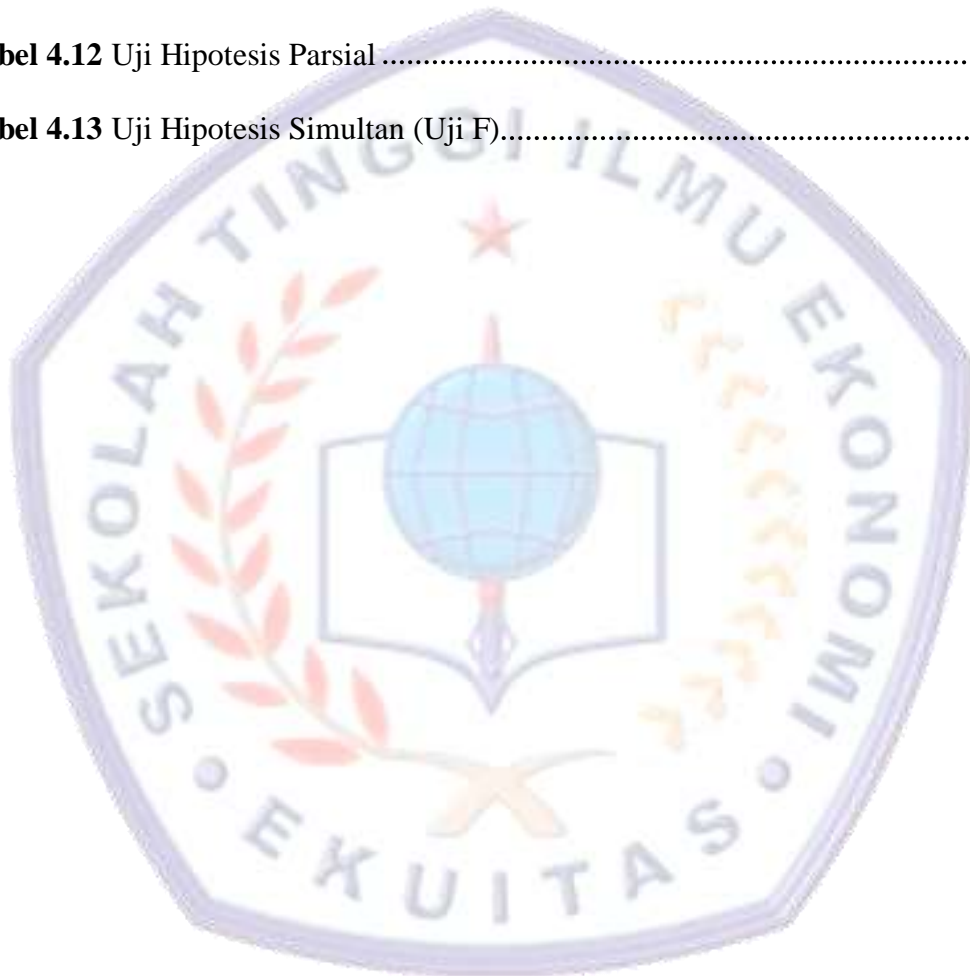 bel 4.12 Uji Hipotesis Parsial ......................................................................
bel 4.13 Uji Hipotesis Simultan (Uji F)........................................................
SEKOLAH TINGGI ILMU EKONOMI
EKUITAS